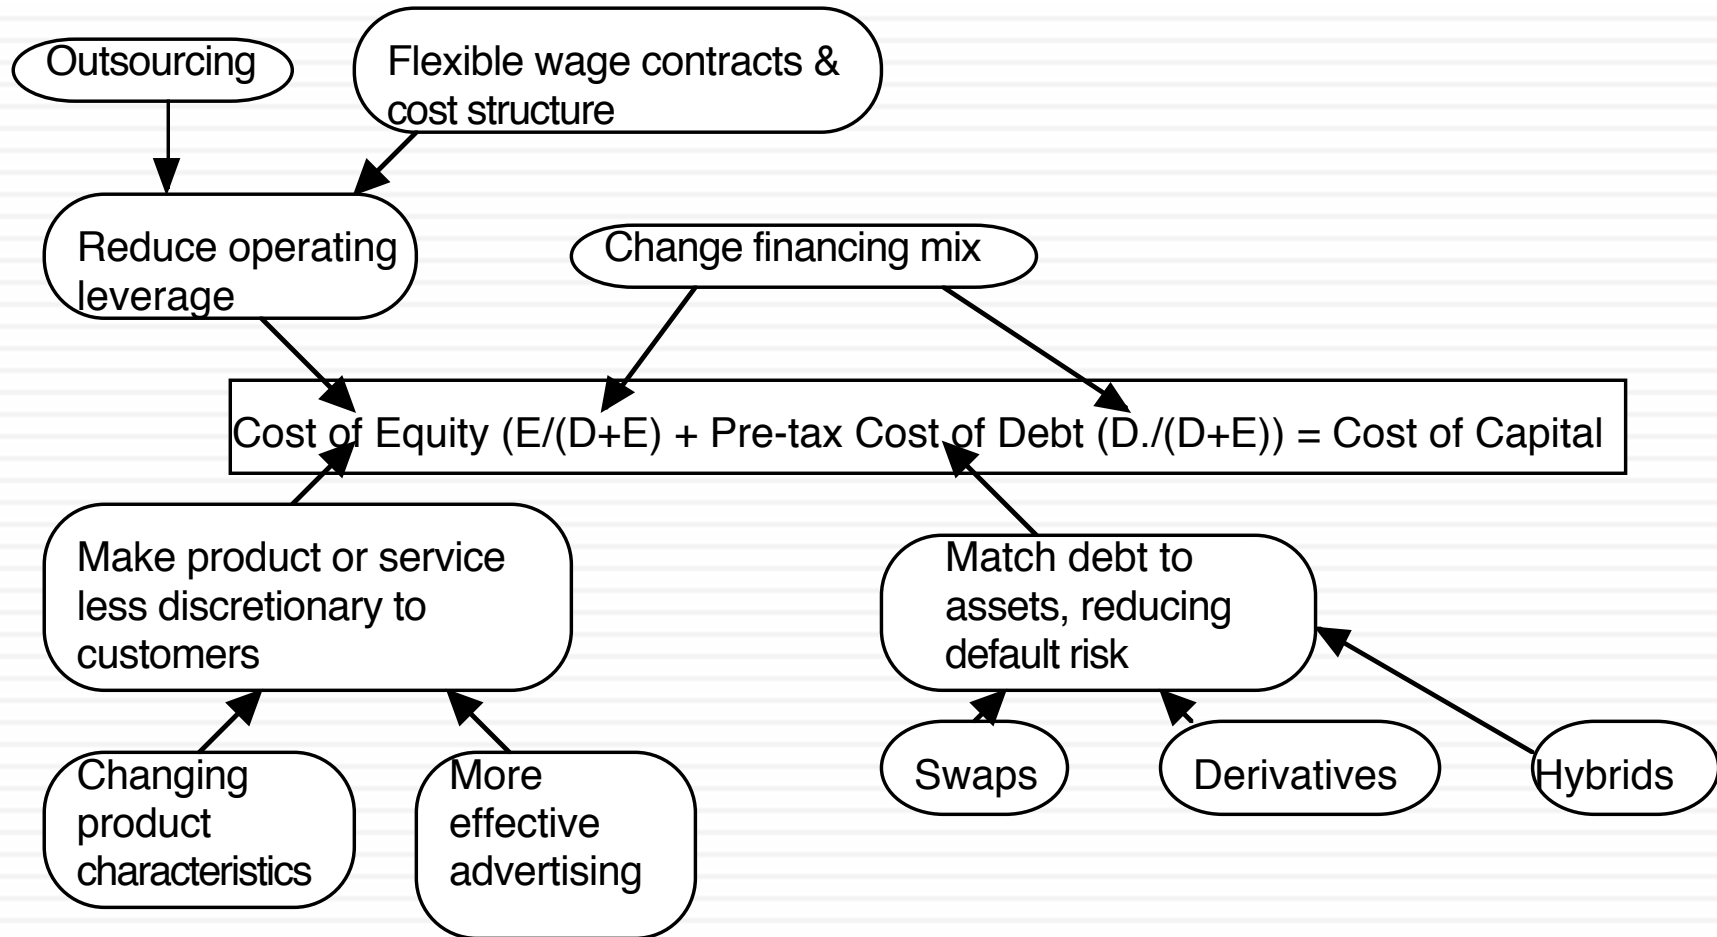 Outsourcing
Flexible wage contracts &
cost structure
Reduce operating
leverage
Change financing mix
Cost of Equity (E/(D+E) + Pre-tax Cost of Debt (D./(D+E)) = Cost of Capital
Make product or service
less discretionary to
customers
Match debt to
assets, reducing
default risk
Changing
product
characteristics
More
effective
advertising
Swaps
Derivatives
Hybrids